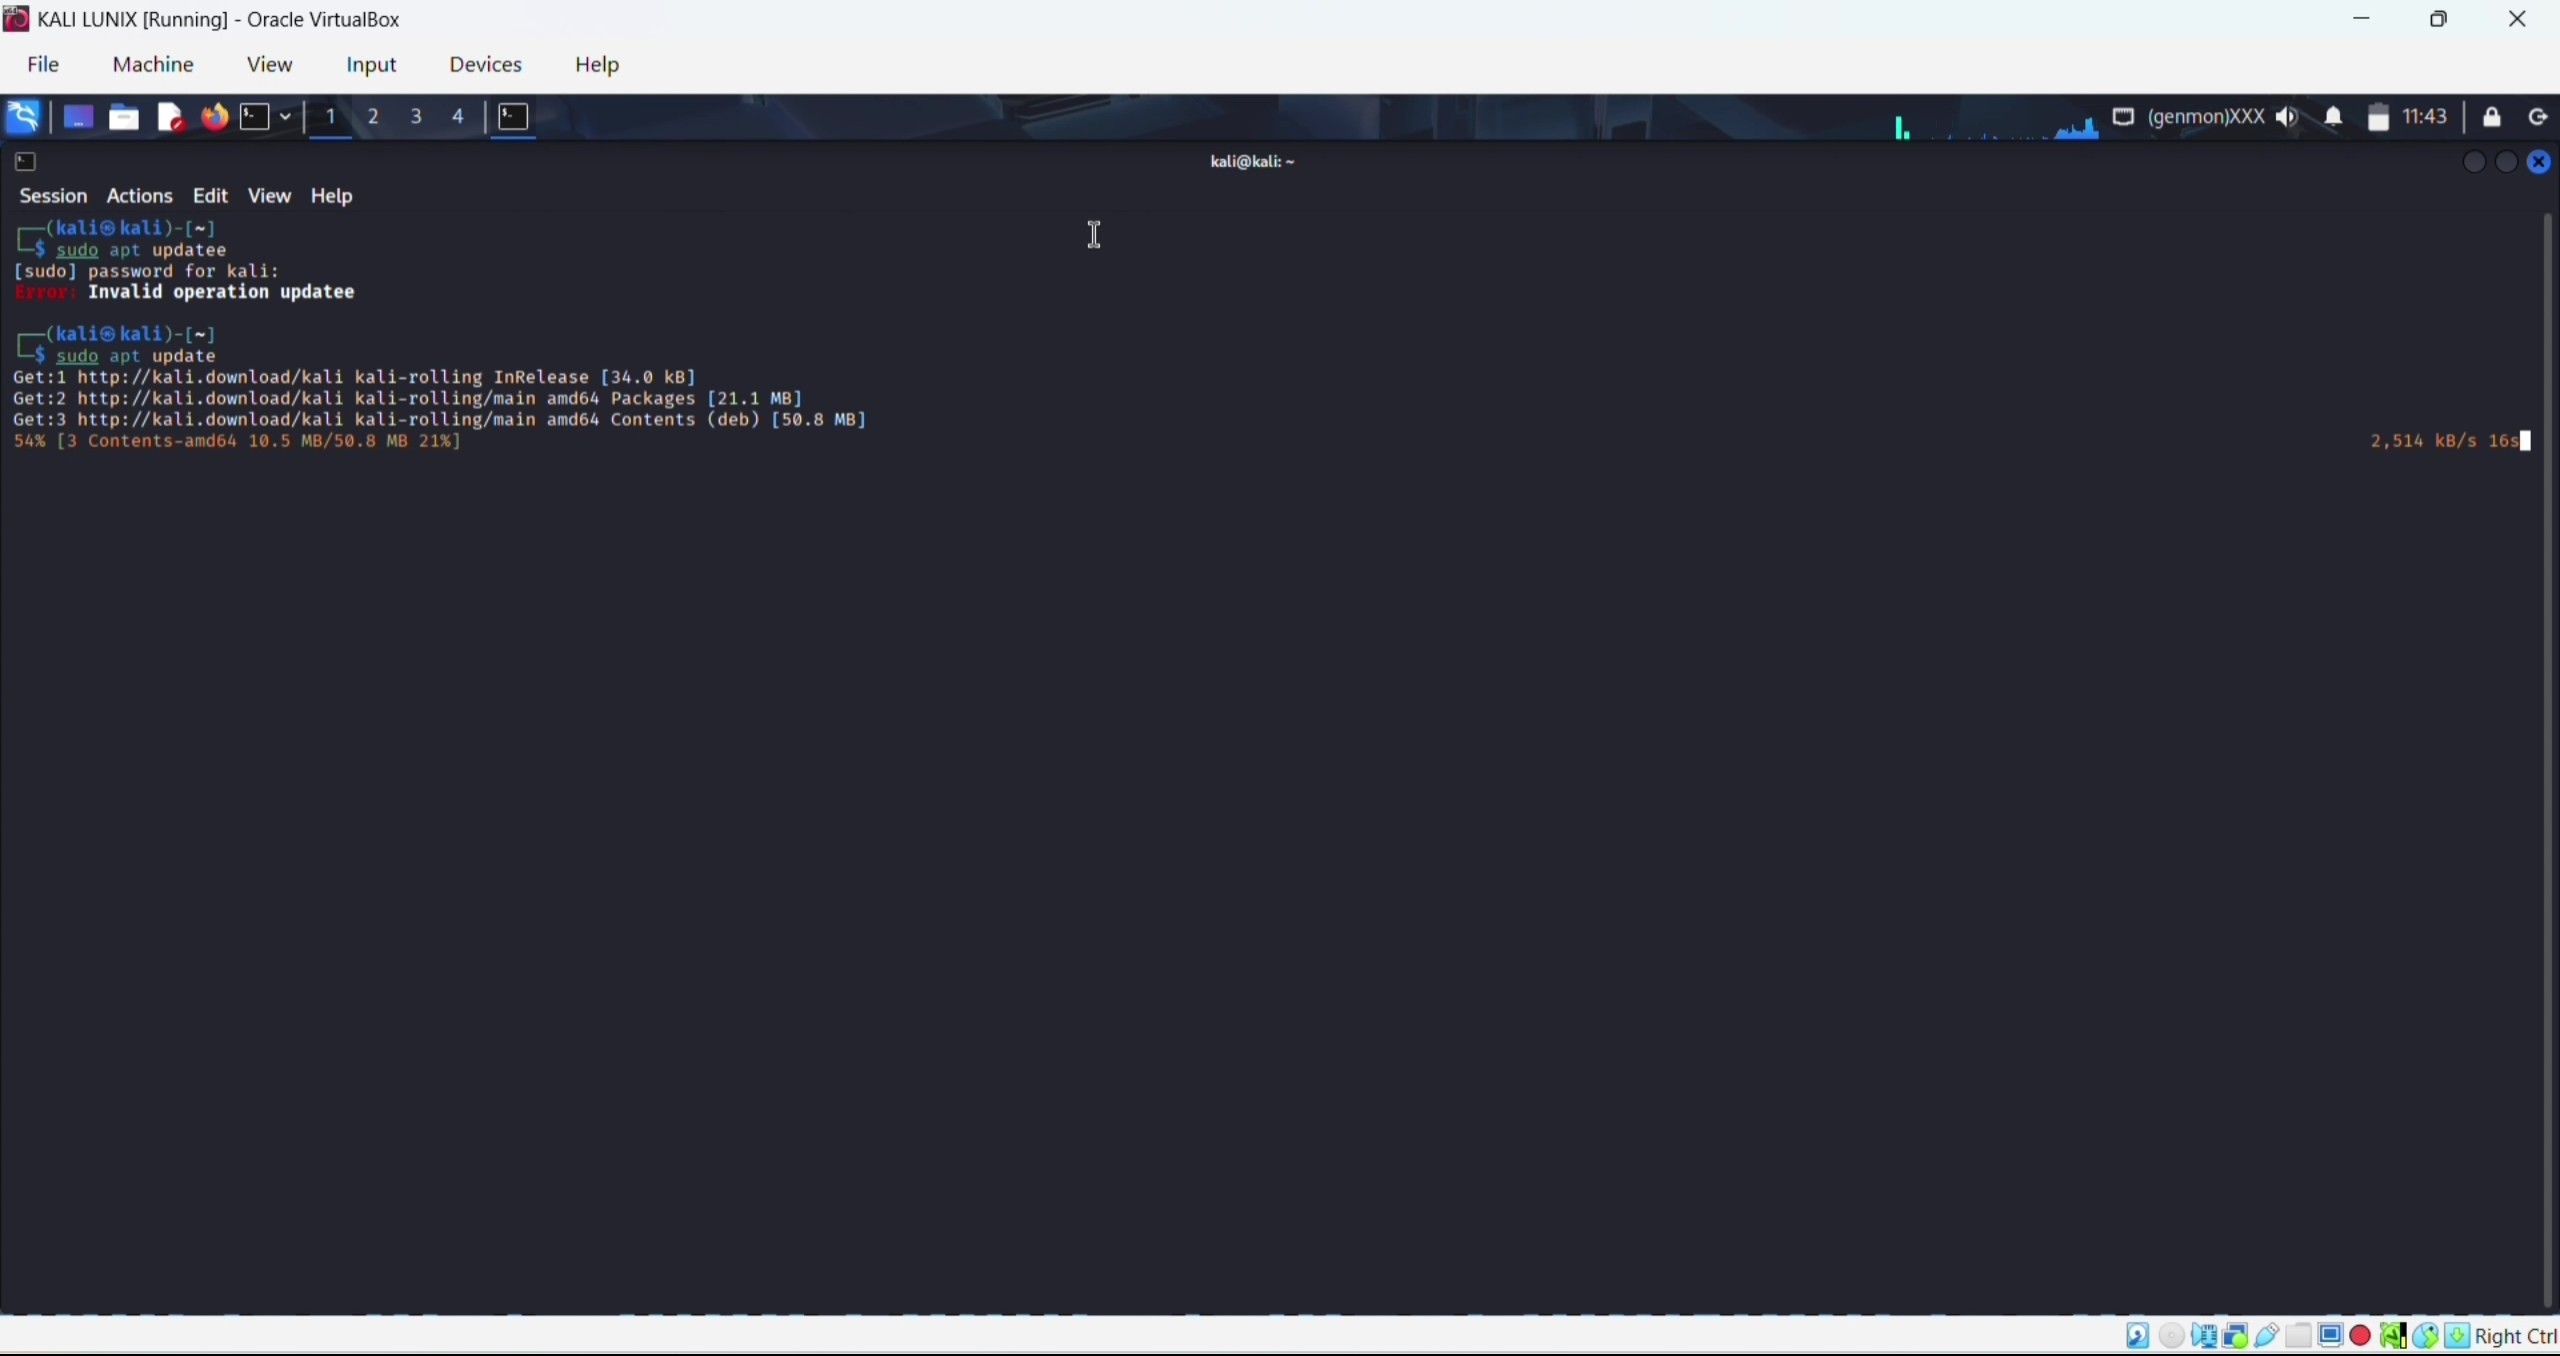 KALI LUNIX [Running] - Oracle VirtualBox
File Machine View Input Devices Help
1 2 3 4 (genmon)XXX 11:43
kali@kali: ~
Session Actions Edit View Help
┌──(kali㉿kali)-[~]
└─$ sudo apt updatee
[sudo] password for kali:
Error: Invalid operation updatee
┌──(kali㉿kali)-[~]
└─$ sudo apt update
Get:1 http://kali.download/kali kali-rolling InRelease [34.0 kB]
Get:2 http://kali.download/kali kali-rolling/main amd64 Packages [21.1 MB]
Get:3 http://kali.download/kali kali-rolling/main amd64 Contents (deb) [50.8 MB]
54% [3 Contents-amd64 10.5 MB/50.8 MB 21%] 2,514 kB/s 16s
Right Ctrl